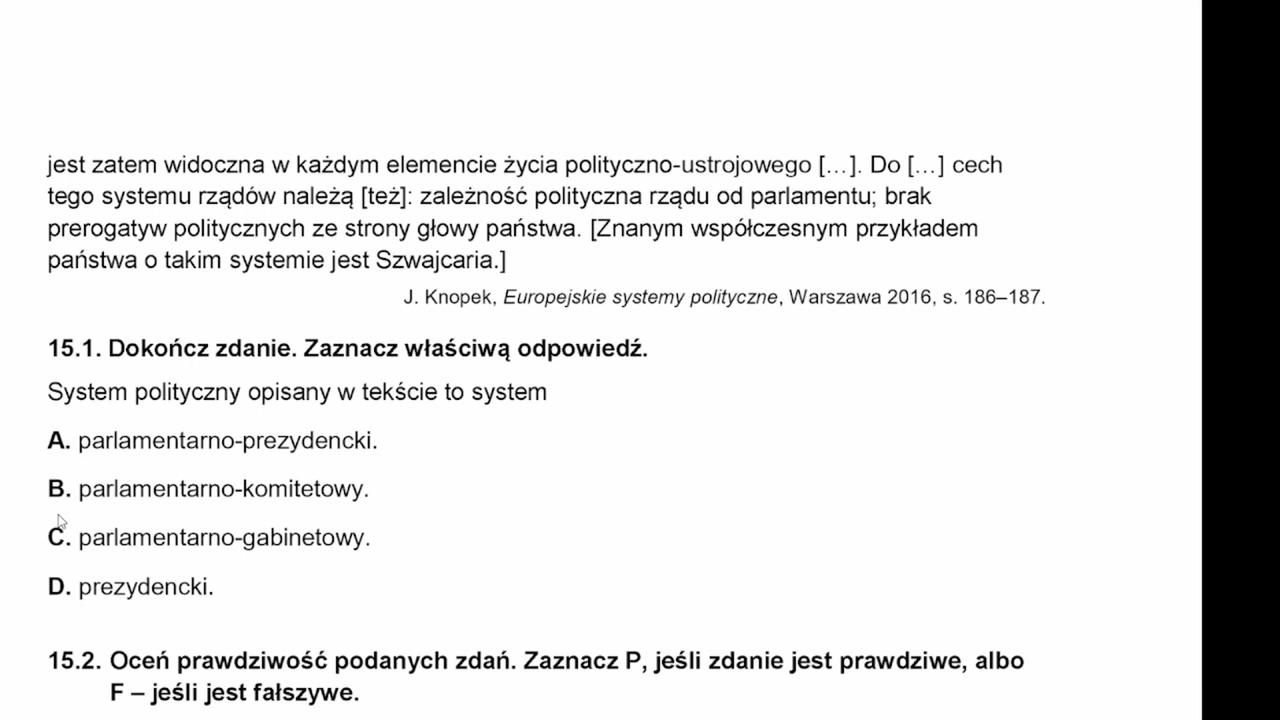 jest zatem widoczna w każdym elemencie życia polityczno-ustrojowego […]. Do […] cech
tego systemu rządów należą [też]: zależność polityczna rządu od parlamentu; brak
prerogatyw politycznych ze strony głowy państwa. [Znanym współczesnym przykładem
państwa o takim systemie jest Szwajcaria.]
J. Knopek, Europejskie systemy polityczne, Warszawa 2016, s. 186–187.
15.1. Dokończ zdanie. Zaznacz właściwą odpowiedź.
System polityczny opisany w tekście to system
A. parlamentarno-prezydencki.
B. parlamentarno-komitetowy.
C. parlamentarno-gabinetowy.
D. prezydencki.
15.2. Oceń prawdziwość podanych zdań. Zaznacz P, jeśli zdanie jest prawdziwe, albo
F – jeśli jest fałszywe.